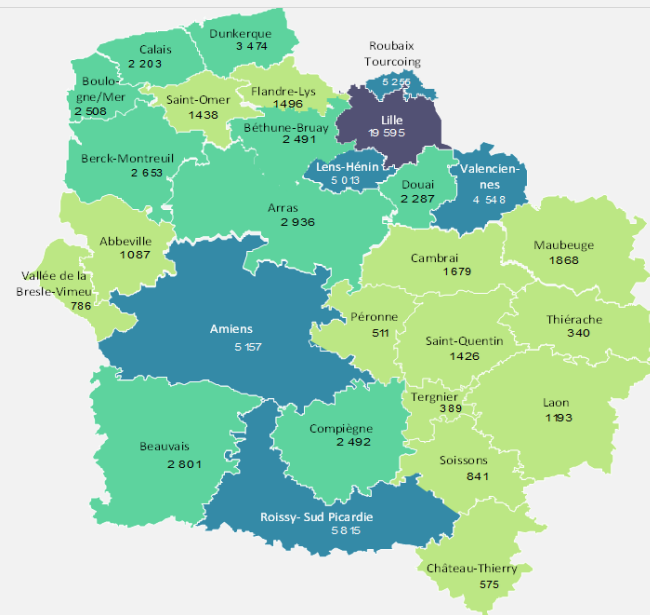 Dunkerque
3 474
Calais
2 203
Roubaix
Tourcoing
5 255
Boulo-
gne/Mer
2 508
Saint-Omer
1438
Flandre-Lys
1496
Lille
19 595
Béthune-Bruay
2 491
Berck-Montreuil
2 653
Lens-Hénin
5 013
Douai
2 287
Valencien-
nes
4 548
Arras
2 936
Abbeville
1087
Cambrai
1679
Maubeuge
1868
Vallée de la
Bresle-Vimeu
786
Amiens
5 157
Péronne
511
Saint-Quentin
1426
Thiérache
340
Tergnier
389
Laon
1193
Beauvais
2 801
Compiègne
2 492
Soissons
841
Roissy- Sud Picardie
5 815
Château-Thierry
575